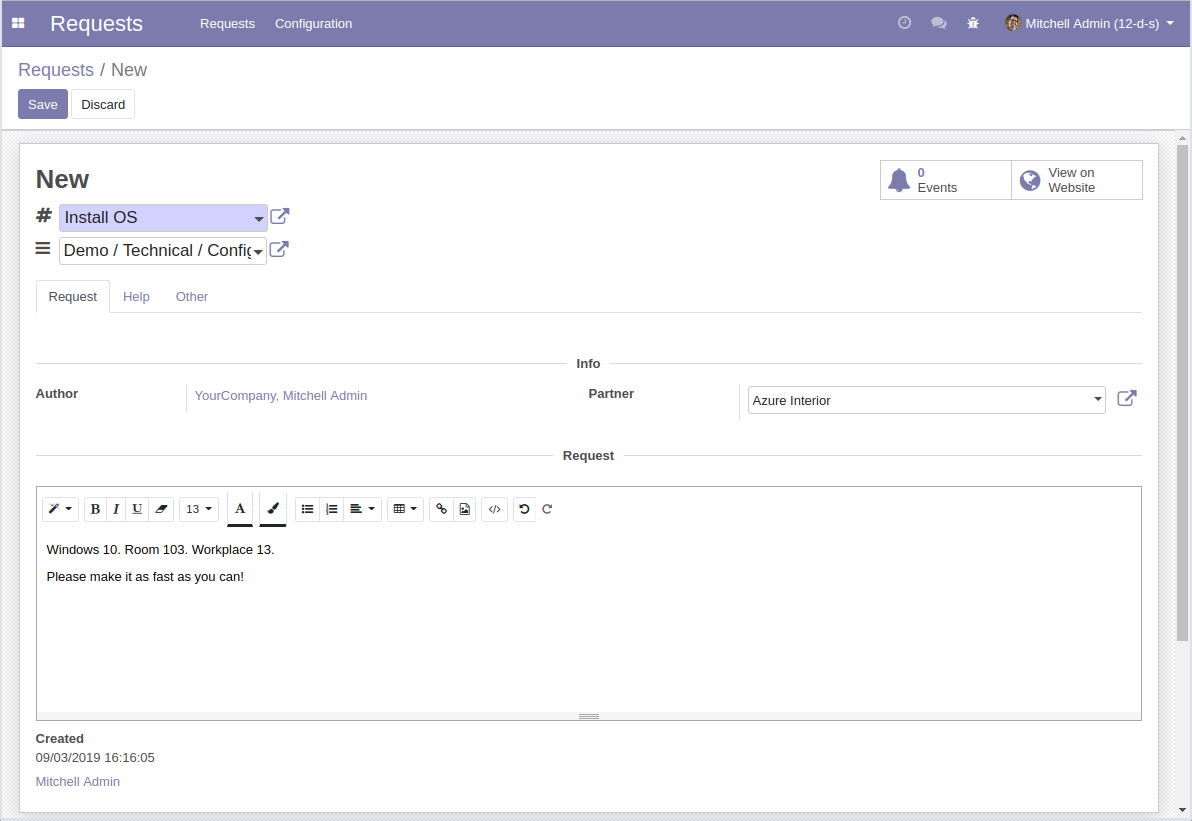 Requests Requests Configuration Mitchell Admin (12-d-s)
Requests / New
Save Discard
New
0 Events
View on Website
# Install OS
Demo / Technical / Config
Request Help Other
Info
Author YourCompany, Mitchell Admin Partner Azure Interior
Request
B I U 13 A
Windows 10. Room 103. Workplace 13.
Please make it as fast as you can!
Created
09/03/2019 16:16:05
Mitchell Admin